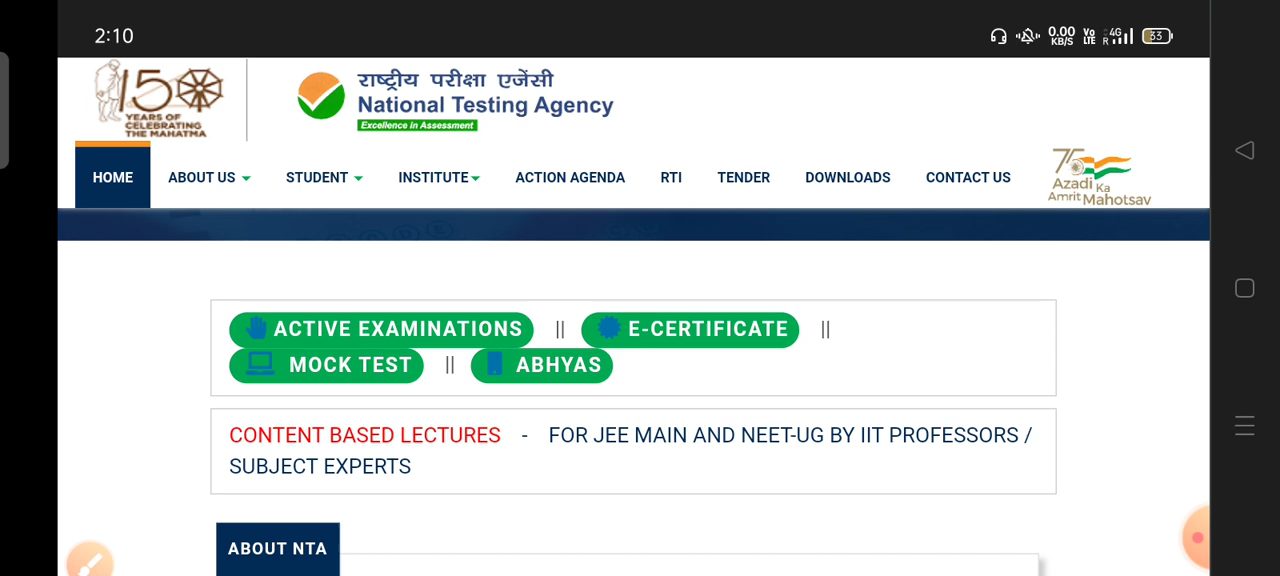 2:10
0.00
KB/S
Vo
LTE
4G
R
33
150
YEARS OF
CELEBRATING
THE MAHATMA
राष्ट्रीय परीक्षा एजेंसी
National Testing Agency
Excellence in Assessment
HOME
ABOUT US
STUDENT
INSTITUTE
ACTION AGENDA
RTI
TENDER
DOWNLOADS
CONTACT US
75
Azadi Ka
Amrit Mahotsav
ACTIVE EXAMINATIONS || E-CERTIFICATE ||
MOCK TEST || ABHYAS
CONTENT BASED LECTURES - FOR JEE MAIN AND NEET-UG BY IIT PROFESSORS /
SUBJECT EXPERTS
ABOUT NTA